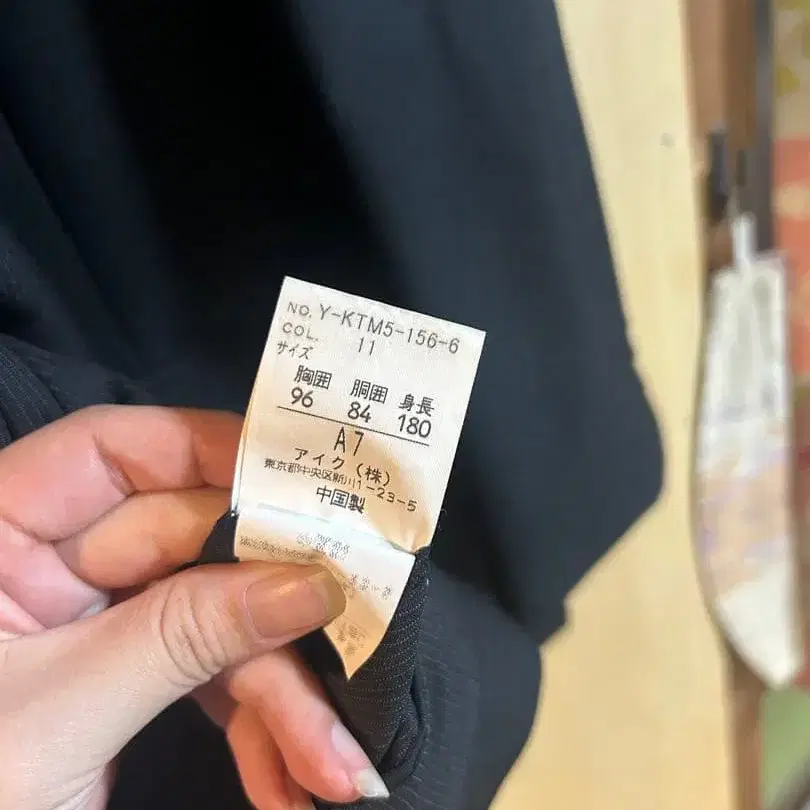 NO. Y-KTM5-156-6
COL. 11
サイズ
胸囲 胴囲 身長
96 84 180
A7
アイク(株)
東京都中央区新川1-23-5
中国製